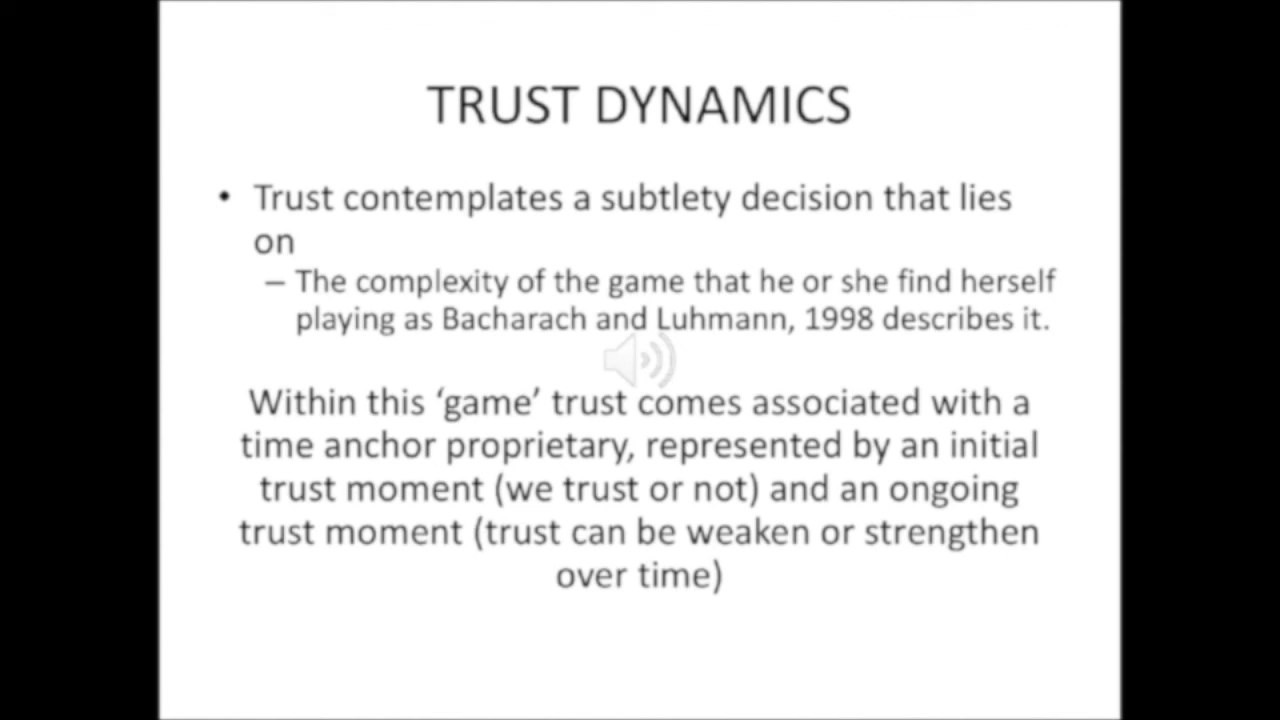 TRUST DYNAMICS
• Trust contemplates a subtlety decision that lies
on
– The complexity of the game that he or she find herself
playing as Bacharach and Luhmann, 1998 describes it.
Within this ‘game’ trust comes associated with a
time anchor proprietary, represented by an initial
trust moment (we trust or not) and an ongoing
trust moment (trust can be weaken or strengthen
over time)